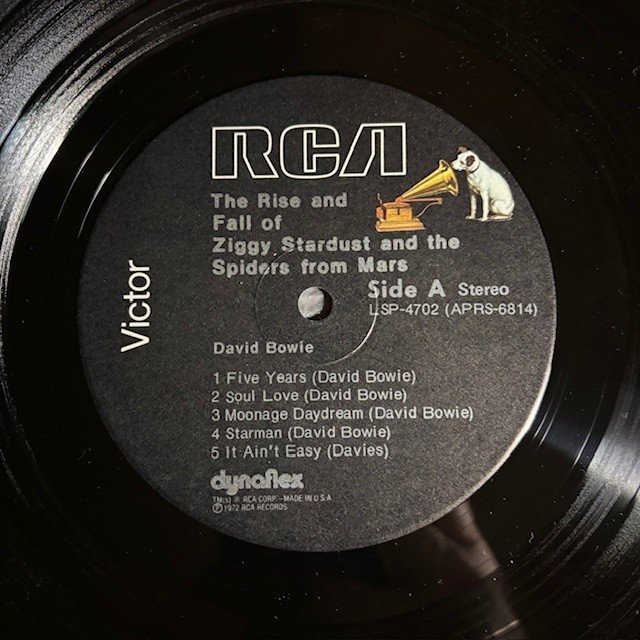 RCA
The Rise and
Fall of
Ziggy Stardust and the
Spiders from Mars
Side A Stereo
LSP-4702 (APRS-6814)
Victor
David Bowie
1 Five Years (David Bowie)
2 Soul Love (David Bowie)
3 Moonage Daydream (David Bowie)
4 Starman (David Bowie)
5 It Ain't Easy (Davies)
dynaflex
TM(s) ® RCA CORP.–MADE IN U.S.A.
Ⓟ 1972 RCA RECORDS